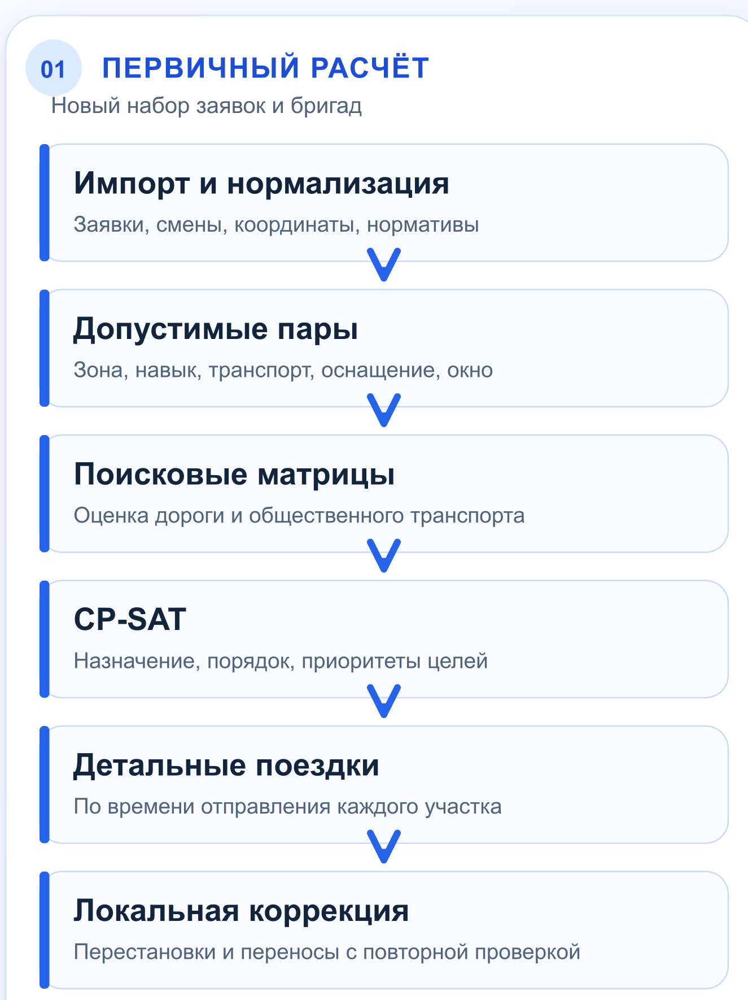 01
ПЕРВИЧНЫЙ РАСЧЁТ
Новый набор заявок и бригад
Импорт и нормализация
Заявки, смены, координаты, нормативы
Допустимые пары
Зона, навык, транспорт, оснащение, окно
Поисковые матрицы
Оценка дороги и общественного транспорта
CP-SAT
Назначение, порядок, приоритеты целей
Детальные поездки
По времени отправления каждого участка
Локальная коррекция
Перестановки и переносы с повторной проверкой